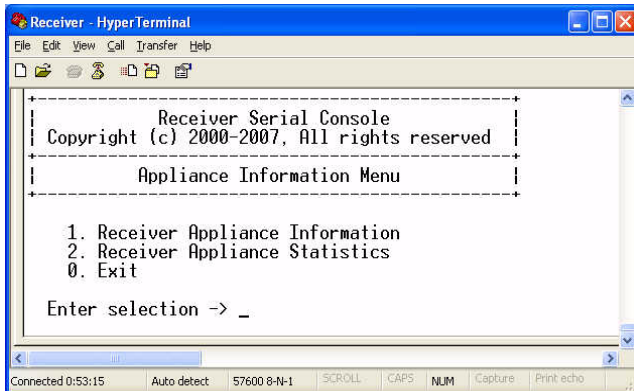 Receiver - HyperTerminal
File Edit View Call Transfer Help
Receiver Serial Console
Copyright (c) 2000-2007, All rights reserved
Appliance Information Menu
1. Receiver Appliance Information
2. Receiver Appliance Statistics
0. Exit
Enter selection -> _
Connected 0:53:15 Auto detect 57600 8-N-1 SCROLL CAPS NUM Capture Print echo